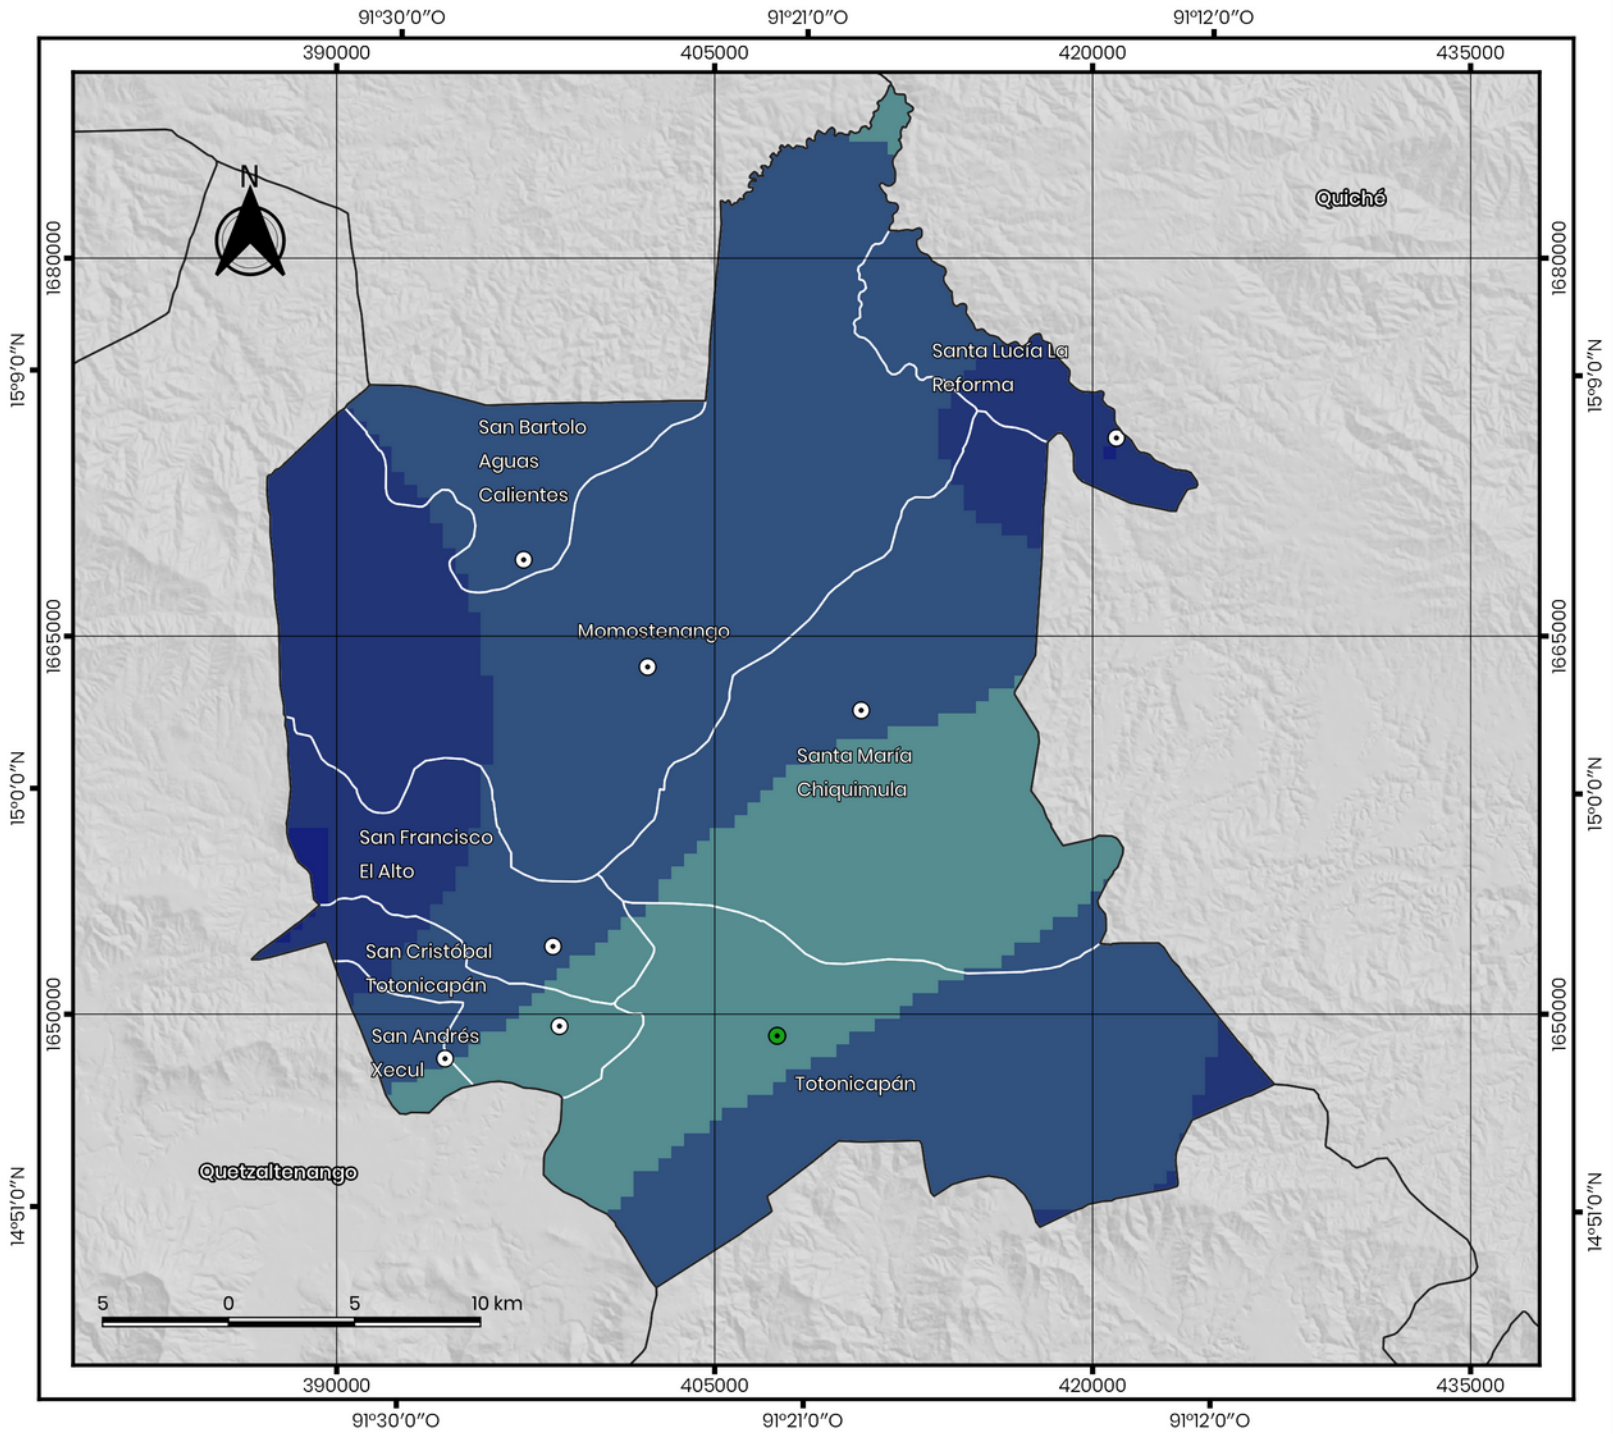 91°30′0″O 91°21′0″O 91°12′0″O
390000 405000 420000 435000
N
Quiché
1680000 1680000
15°9′0″N 15°9′0″N
Santa Lucía La
Reforma
San Bartolo
Aguas
Calientes
Momostenango
1665000 1665000
Santa María
Chiquimula
15°0′0″N 15°0′0″N
San Francisco
El Alto
San Cristóbal
Totonicapán
1650000 1650000
San Andrés
Xecul
Totonicapán
Quetzaltenango
14°51′0″N 14°51′0″N
5 0 5 10 km
390000 405000 420000 435000
91°30′0″O 91°21′0″O 91°12′0″O